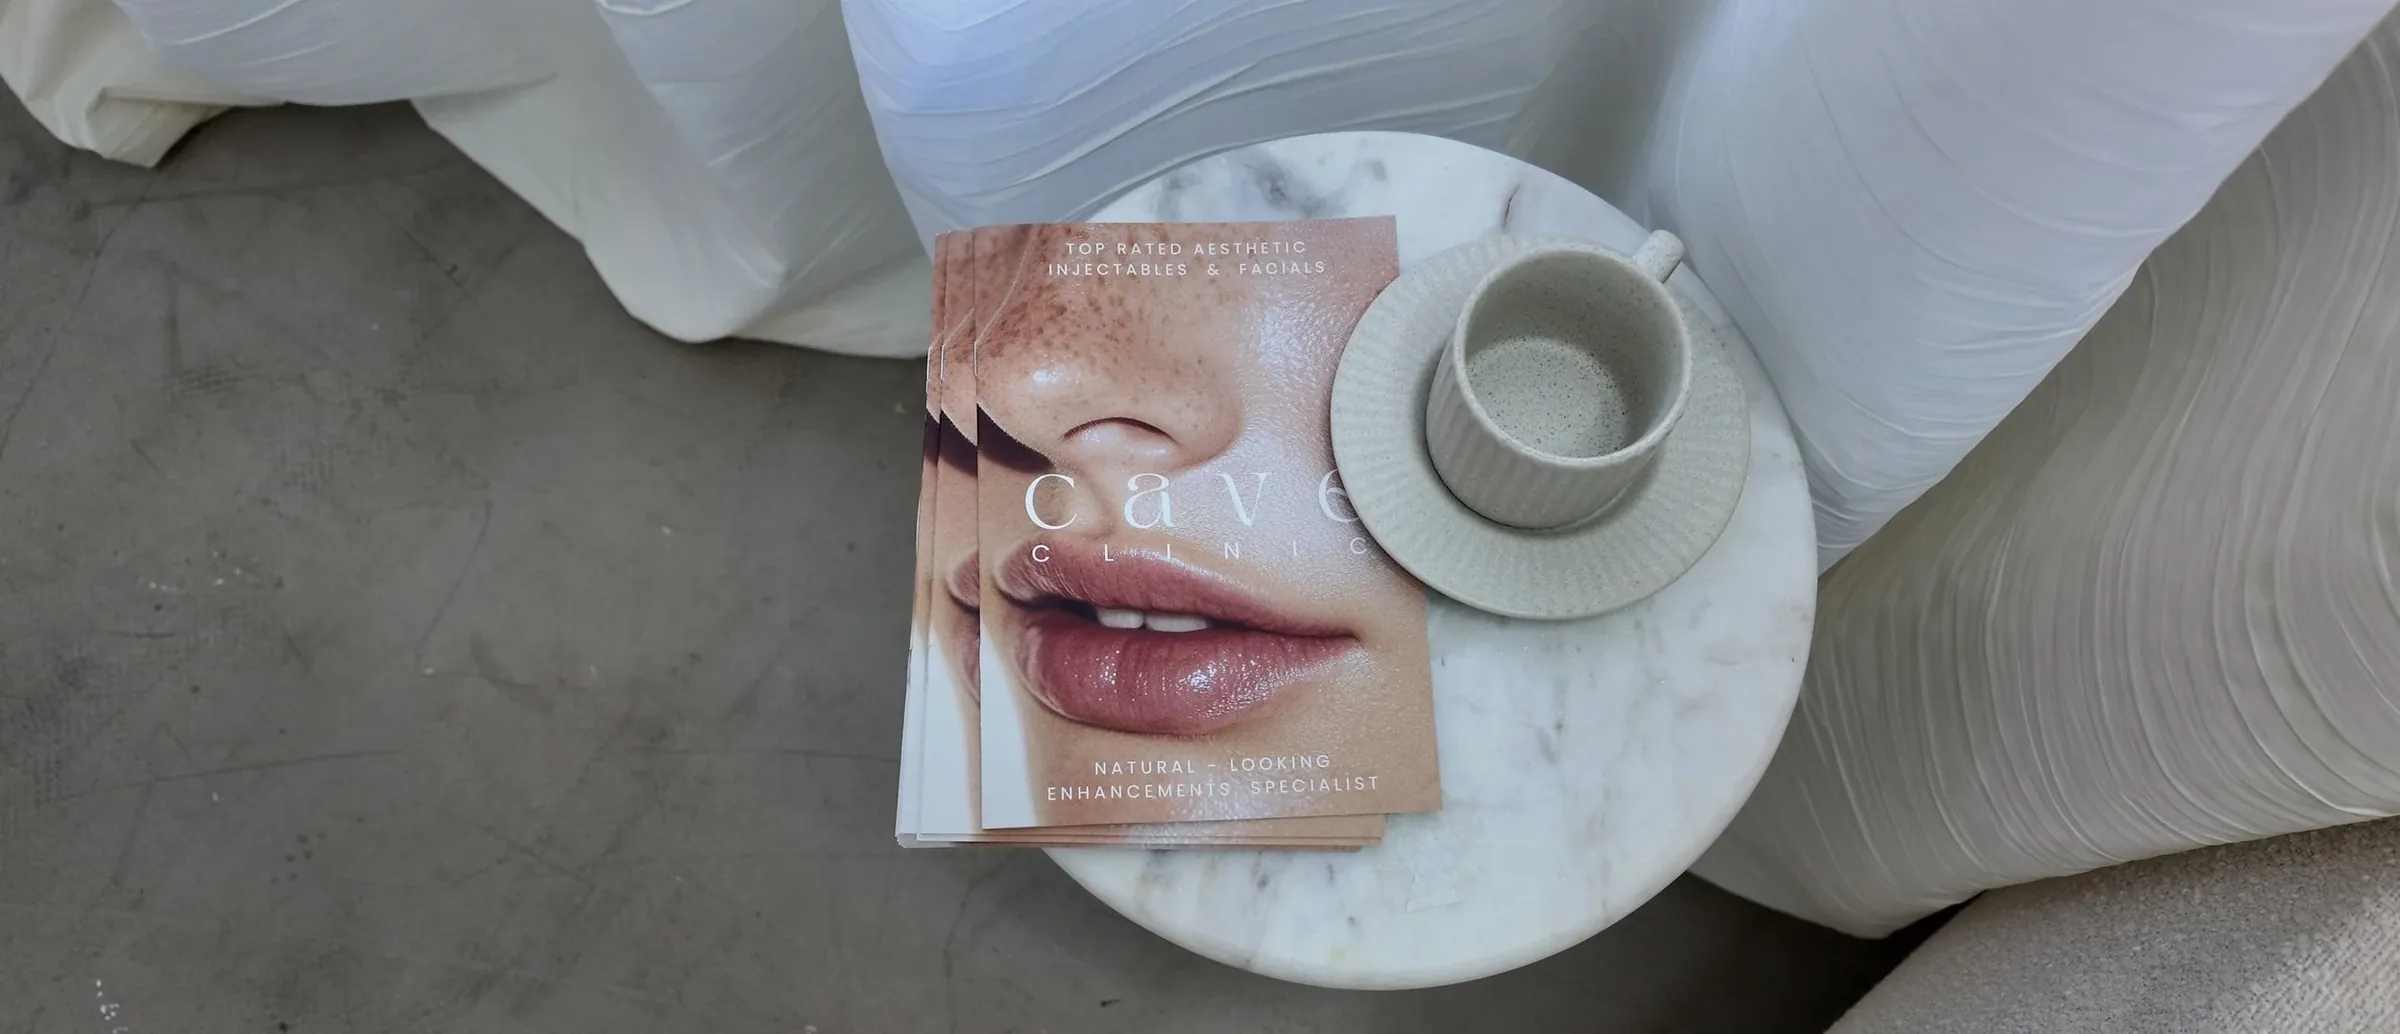 TOP RATED AESTHETIC
INJECTABLES & FACIALS
cave
CLINIC
NATURAL - LOOKING
ENHANCEMENTS SPECIALIST